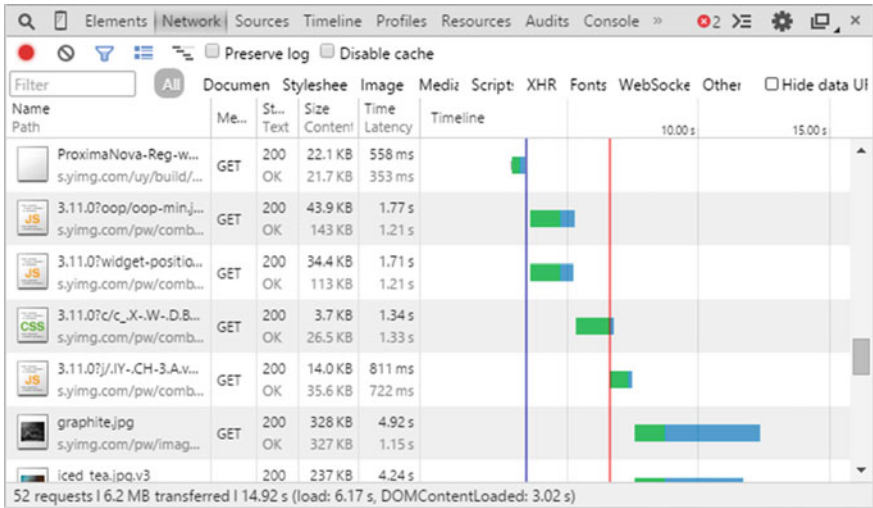 Elements Network Sources Timeline Profiles Resources Audits Console » 2
Preserve log Disable cache
Filter All Documen Styleshee Image Media Script: XHR Fonts WebSocke Other Hide data UF
Name Path Me... St... Text Size Content Time Latency Timeline 10.00 s 15.00 s
ProximaNova-Reg-w... GET 200 22.1 KB 558 ms
s.yimg.com/uy/build/... OK 21.7 KB 353 ms
JS 3.11.0?oop/oop-min.j... GET 200 43.9 KB 1.77 s
s.yimg.com/pw/comb... OK 143 KB 1.21 s
JS 3.11.0?widget-positio... GET 200 34.4 KB 1.71 s
s.yimg.com/pw/comb... OK 113 KB 1.21 s
CSS 3.11.0?c/c_.X-.W-.D.B... GET 200 3.7 KB 1.34 s
s.yimg.com/pw/comb... OK 26.5 KB 1.33 s
JS 3.11.0?j/.IY-.CH-3.A.v... GET 200 14.0 KB 811 ms
s.yimg.com/pw/comb... OK 35.6 KB 722 ms
graphite.jpg GET 200 328 KB 4.92 s
s.yimg.com/pw/imag... OK 327 KB 1.15 s
iced_tea.jpg.v3 200 237 KB 4.24 s
52 requests I 6.2 MB transferred I 14.92 s (load: 6.17 s, DOMContentLoaded: 3.02 s)